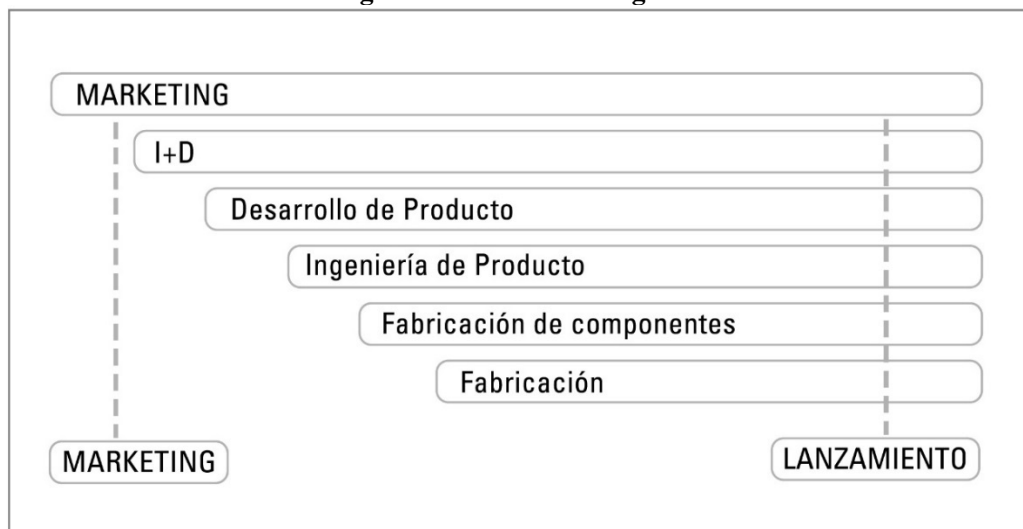 MARKETING
I+D
Desarrollo de Producto
Ingeniería de Producto
Fabricación de componentes
Fabricación
MARKETING
LANZAMIENTO